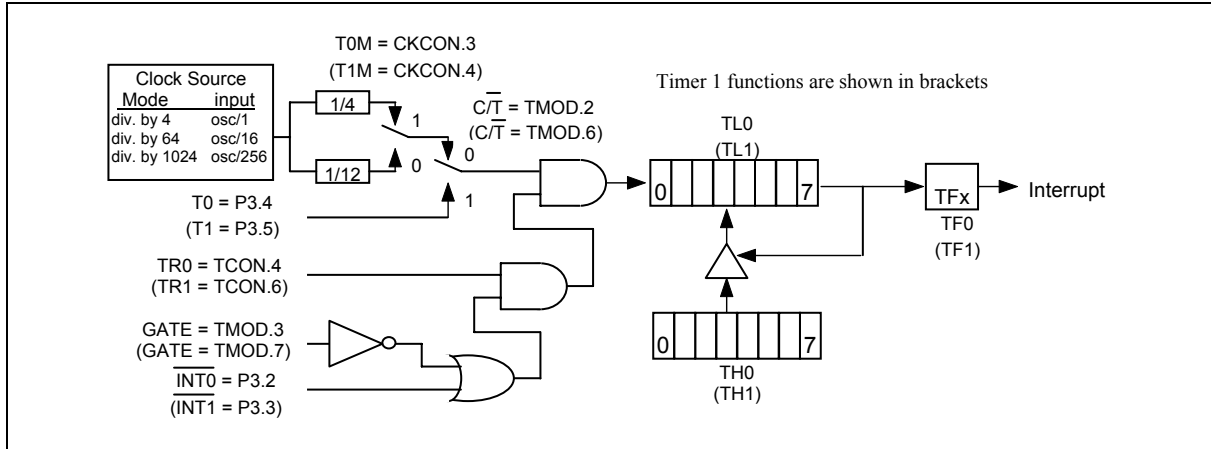 T0M = CKCON.3
(T1M = CKCON.4)
Clock Source
Mode input
div. by 4 osc/1
div. by 64 osc/16
div. by 1024 osc/256
1/4
1/12
1
0
C/T̅ = TMOD.2
(C/T̅ = TMOD.6)
0
1
T0 = P3.4
(T1 = P3.5)
TR0 = TCON.4
(TR1 = TCON.6)
GATE = TMOD.3
(GATE = TMOD.7)
I̅N̅T̅0̅ = P3.2
(I̅N̅T̅1̅ = P3.3)
Timer 1 functions are shown in brackets
TL0
(TL1)
0 7
TFx
TF0
(TF1)
Interrupt
0 7
TH0
(TH1)